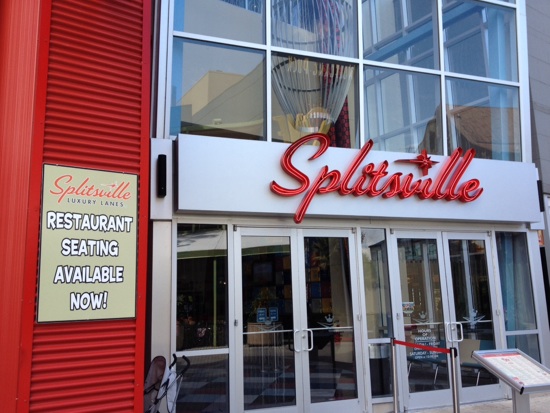 Splitsville
Splitsville
LUXURY LANES
RESTAURANT
SEATING
AVAILABLE
NOW!